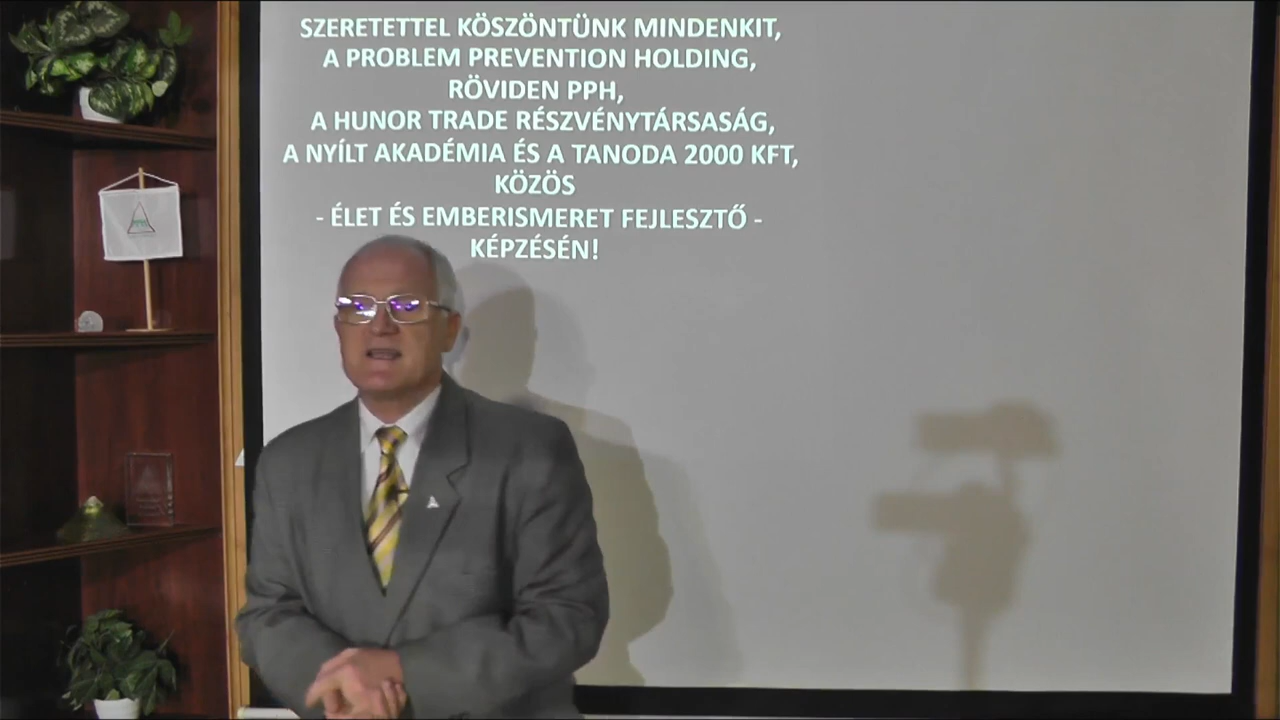 SZERETETTEL KÖSZÖNTÜNK MINDENKIT,
A PROBLEM PREVENTION HOLDING,
RÖVIDEN PPH,
A HUNOR TRADE RÉSZVÉNYTÁRSASÁG,
A NYÍLT AKADÉMIA ÉS A TANODA 2000 KFT,
KÖZÖS
- ÉLET ÉS EMBERISMERET FEJLESZTŐ -
KÉPZÉSÉN!